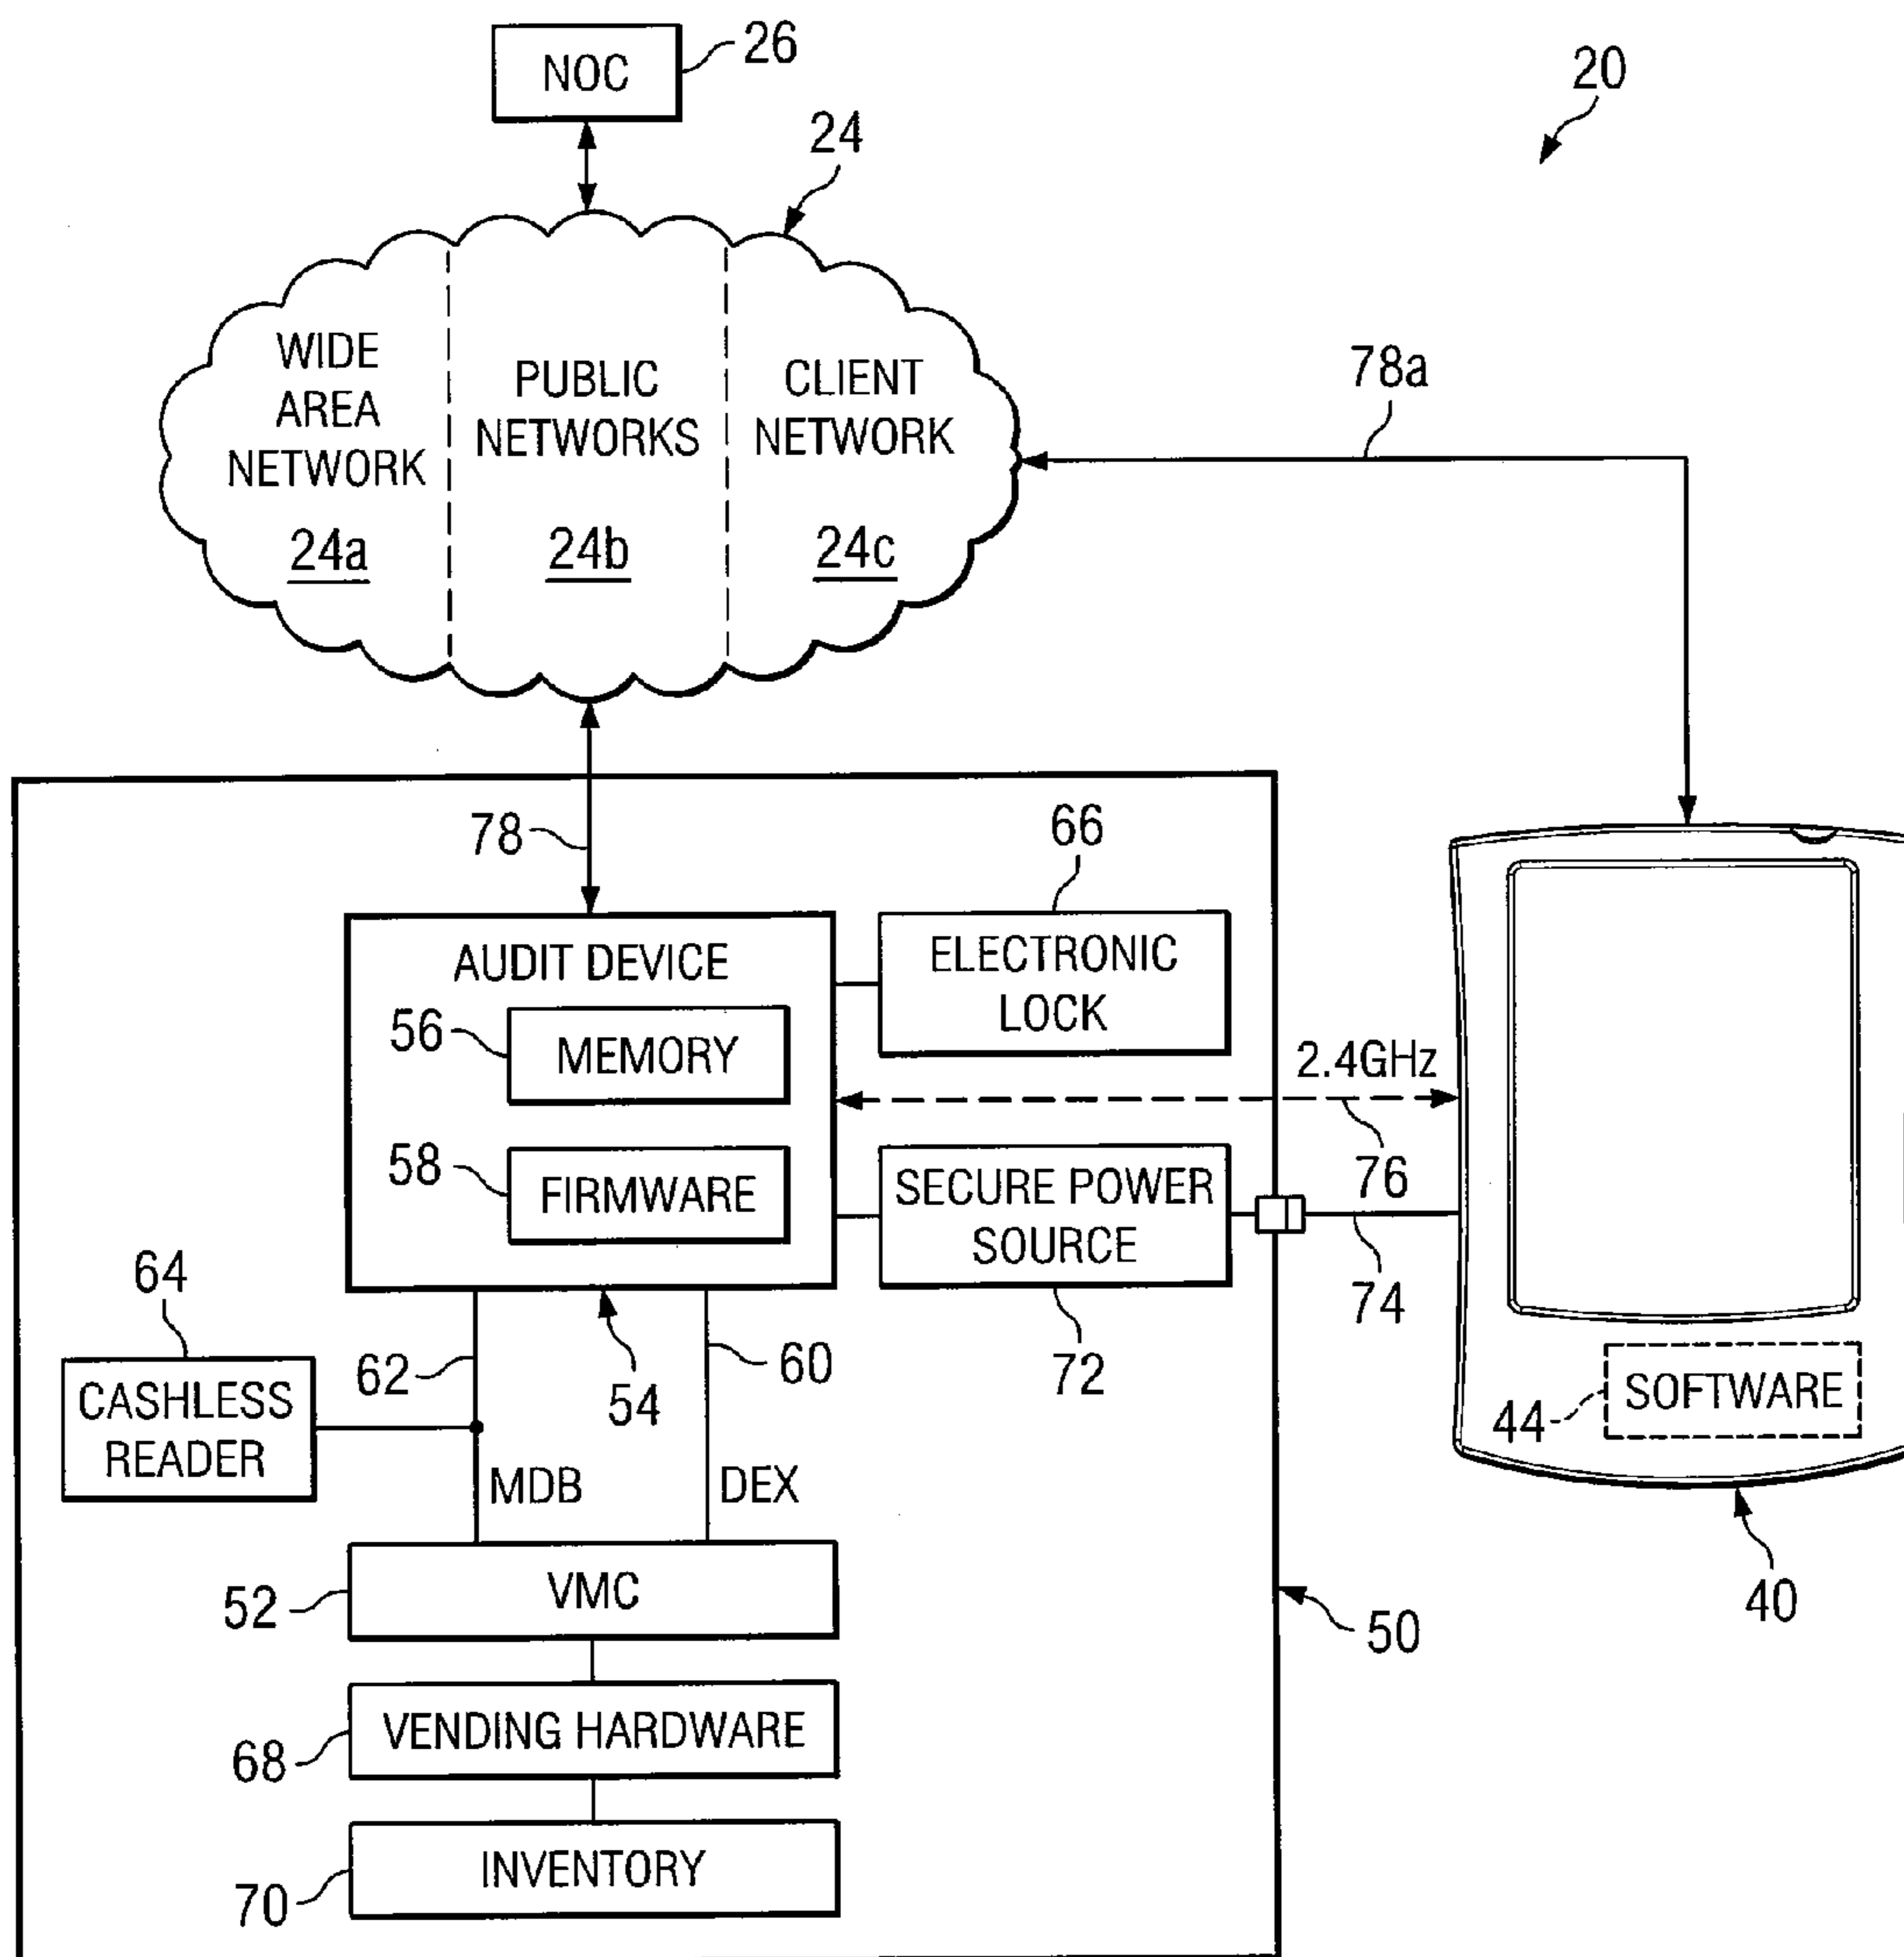 NOC
26
20
24
WIDE
AREA
NETWORK
24a
PUBLIC
NETWORKS
24b
CLIENT
NETWORK
24c
78a
78
66
AUDIT DEVICE
ELECTRONIC
LOCK
56
MEMORY
2.4GHz
76
58
FIRMWARE
SECURE POWER
SOURCE
74
64
62
54
60
72
CASHLESS
READER
44
SOFTWARE
MDB
DEX
52
VMC
50
40
68
VENDING HARDWARE
70
INVENTORY